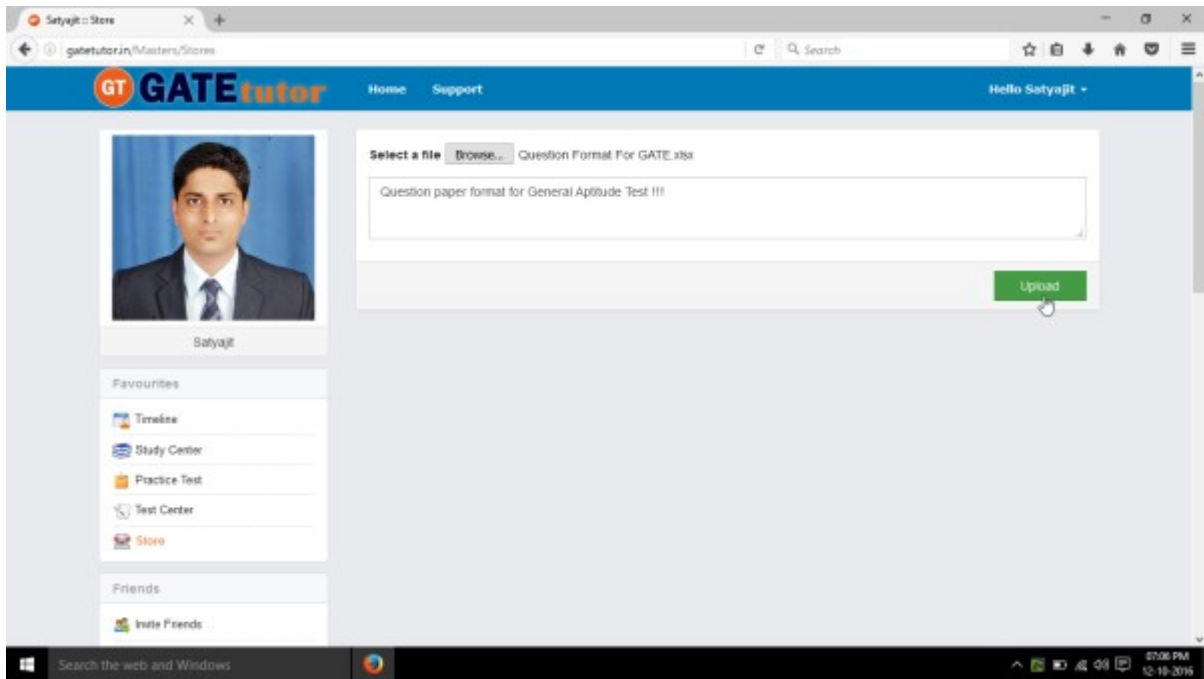 Satyajit :: Store
gatetutor.in/Masters/Stores
Search
GT GATEtutor
Home Support
Hello Satyajit
Select a file Browse... Question Format For GATE.xlsx
Question paper format for General Aptitude Test !!!
Upload
Satyajit
Favourites
Timeline
Study Center
Practice Test
Test Center
Store
Friends
Invite Friends
Search the web and Windows
07:06 PM
12-10-2016